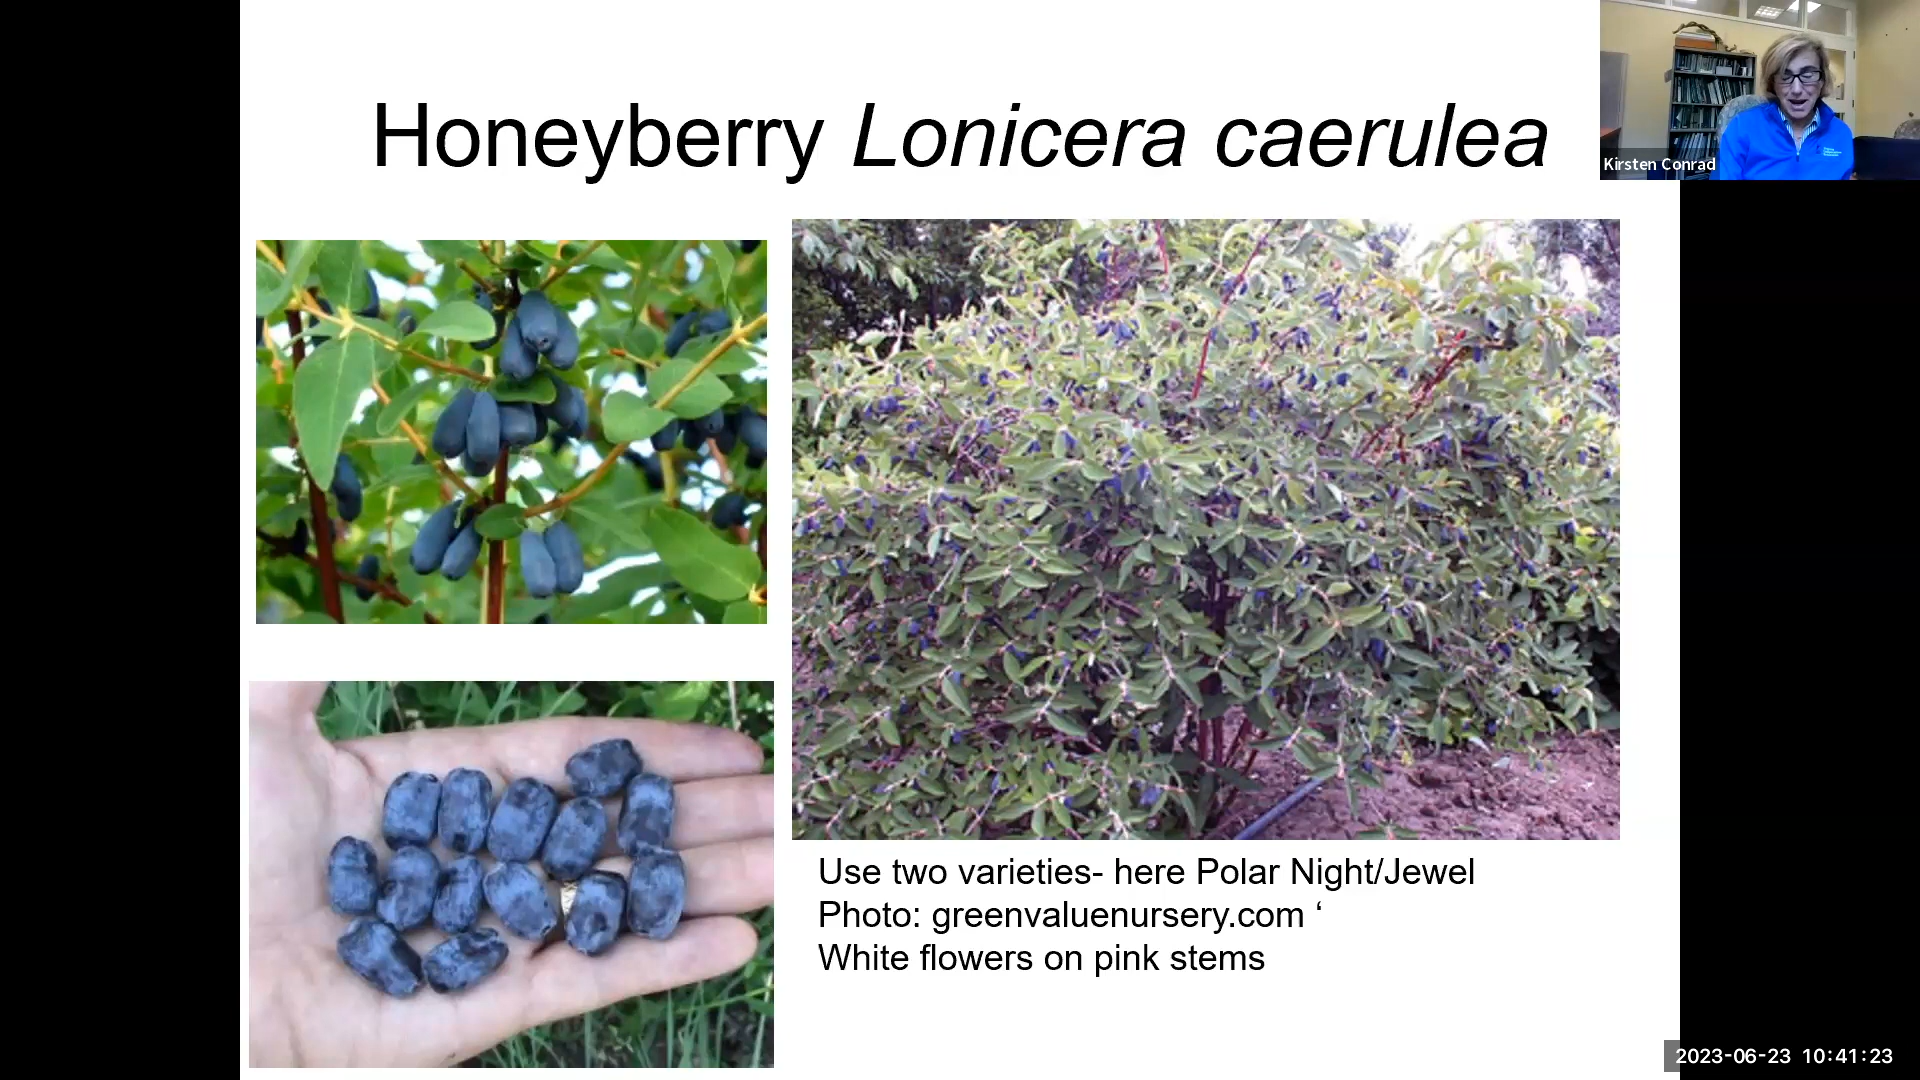 Honeyberry Lonicera caerulea
Kirsten Conrad
Use two varieties- here Polar Night/Jewel
Photo: greenvaluenursery.com ‘
White flowers on pink stems
2023-06-23 10:41:23